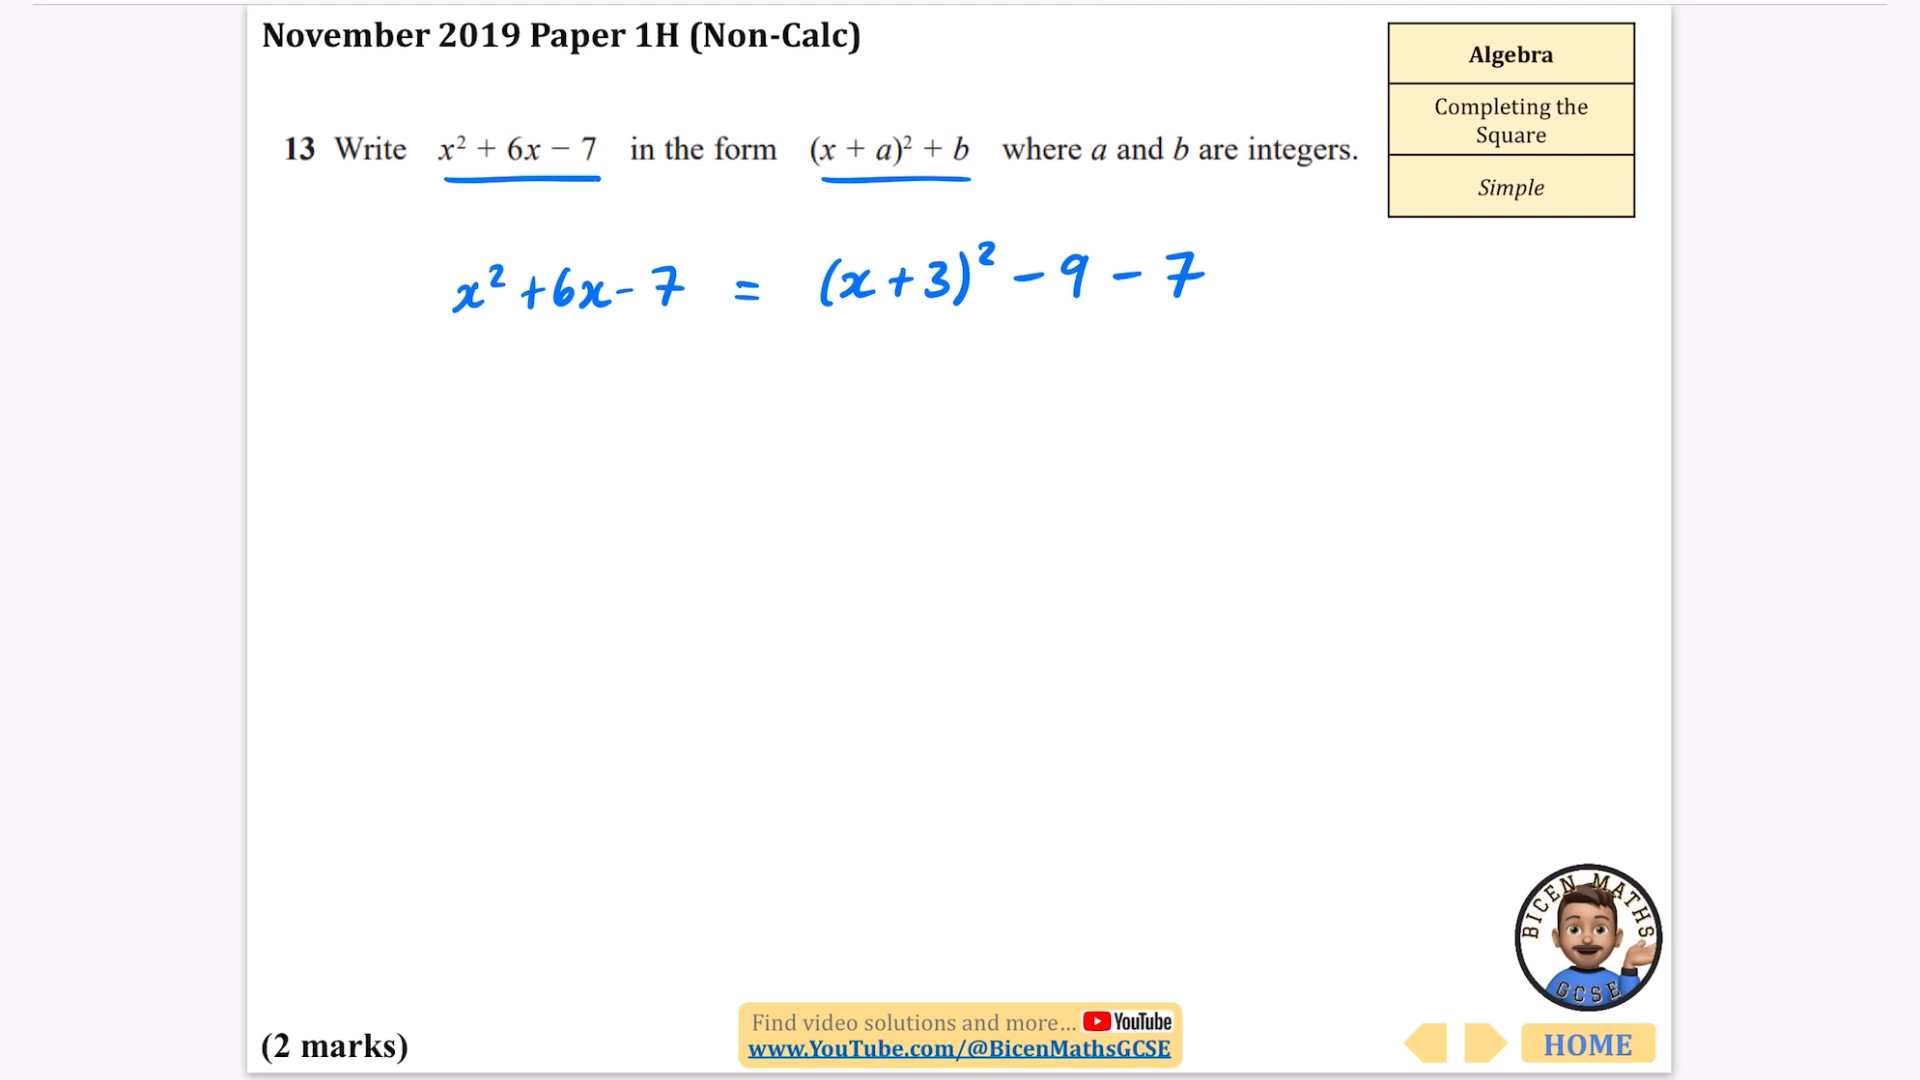 November 2019 Paper 1H (Non-Calc)
Algebra
Completing the
Square
Simple
13 Write x² + 6x − 7 in the form (x + a)² + b where a and b are integers.
x² + 6x - 7 = (x + 3)² - 9 - 7
BICEN MATHS
GCSE
(2 marks)
Find video solutions and more... YouTube
www.YouTube.com/@BicenMathsGCSE
HOME